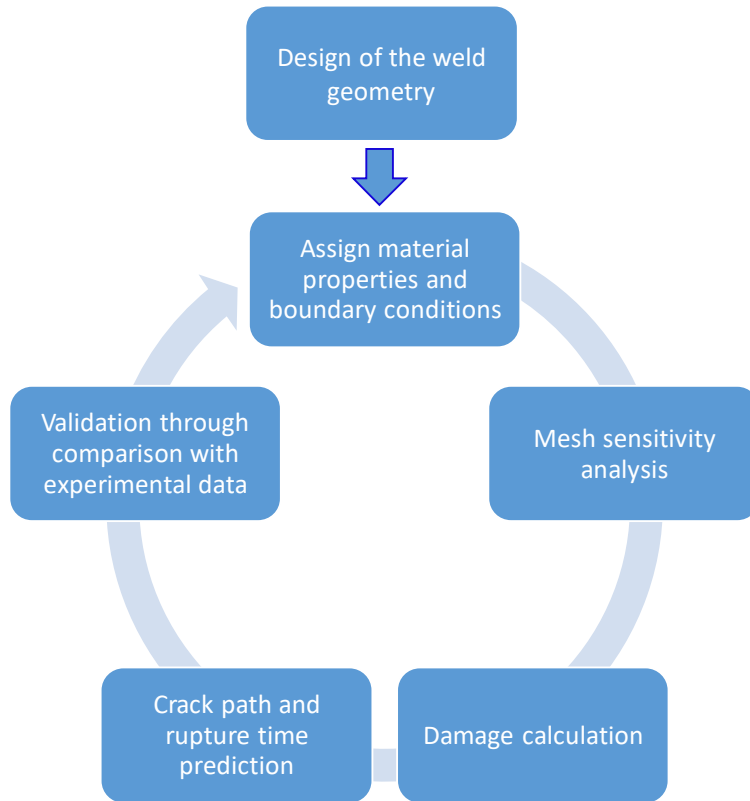 Design of the weld
geometry
Assign material
properties and
boundary conditions
Mesh sensitivity
analysis
Damage calculation
Crack path and
rupture time
prediction
Validation through
comparison with
experimental data